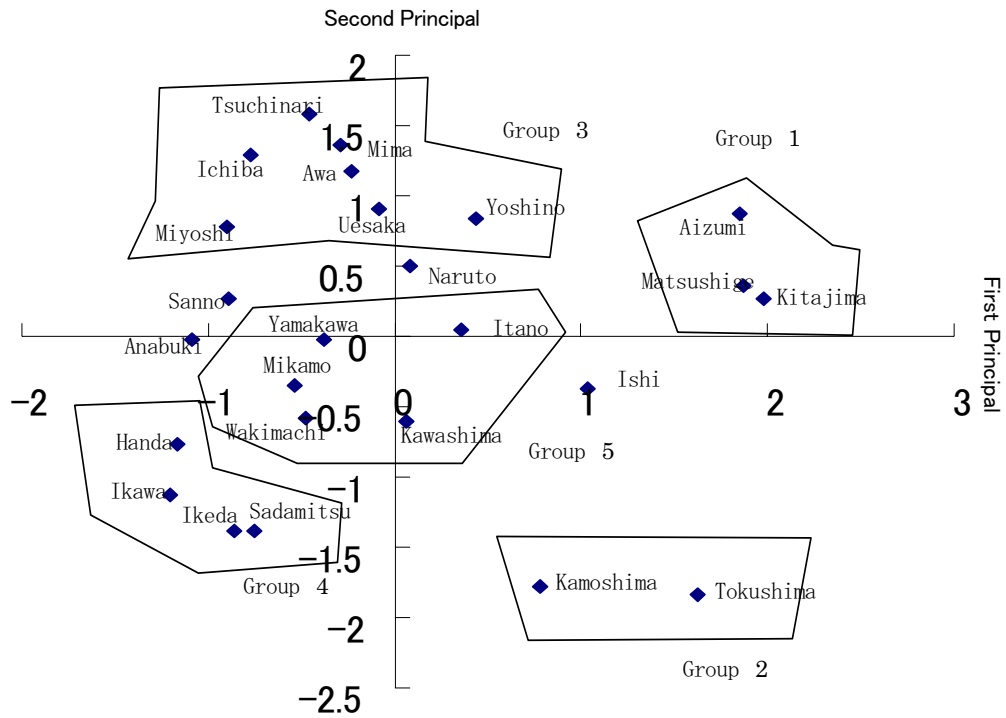 Second Principal
2
Tsuchinari
1.5
Group 3
Group 1
Mima
Ichiba
Awa
1
Yoshino
Uesaka
Aizumi
Miyoshi
0.5
Naruto
Matsushige
Kitajima
Sanno
First Principal
Yamakawa
Itano
0
Anabuki
Mikamo
Ishi
-2
-1
0
1
2
3
-0.5
Wakimachi
Kawashima
Handa
Group 5
Ikawa
-1
Ikeda
Sadamitsu
-1.5
Group 4
Kamoshima
Tokushima
-2
Group 2
-2.5